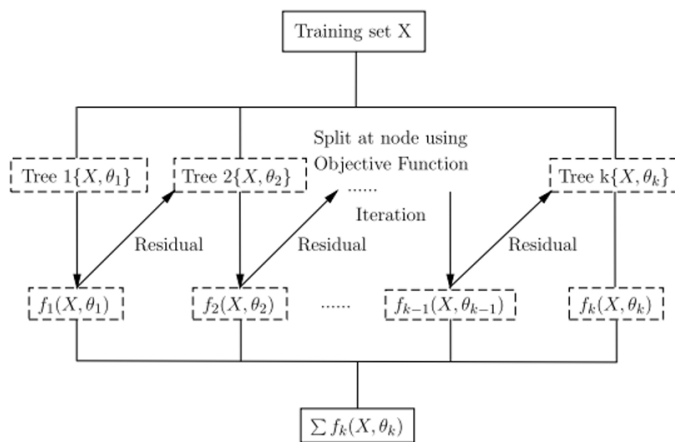 Training set X
Split at node using
Objective Function
Tree 1{X, θ₁}
Tree 2{X, θ₂}
......
Tree k{X, θₖ}
Iteration
Residual
Residual
Residual
f₁(X, θ₁)
f₂(X, θ₂)
......
fₖ₋₁(X, θₖ₋₁)
fₖ(X, θₖ)
∑ fₖ(X, θₖ)